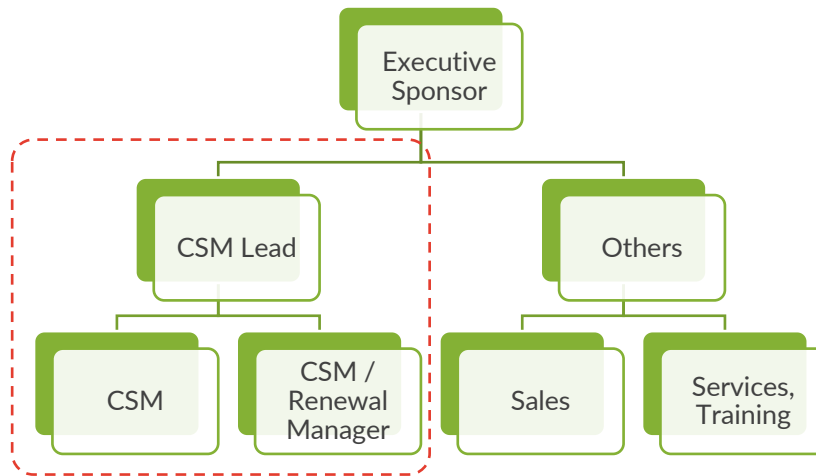 Executive
Sponsor
CSM Lead
Others
CSM
CSM /
Renewal
Manager
Sales
Services,
Training